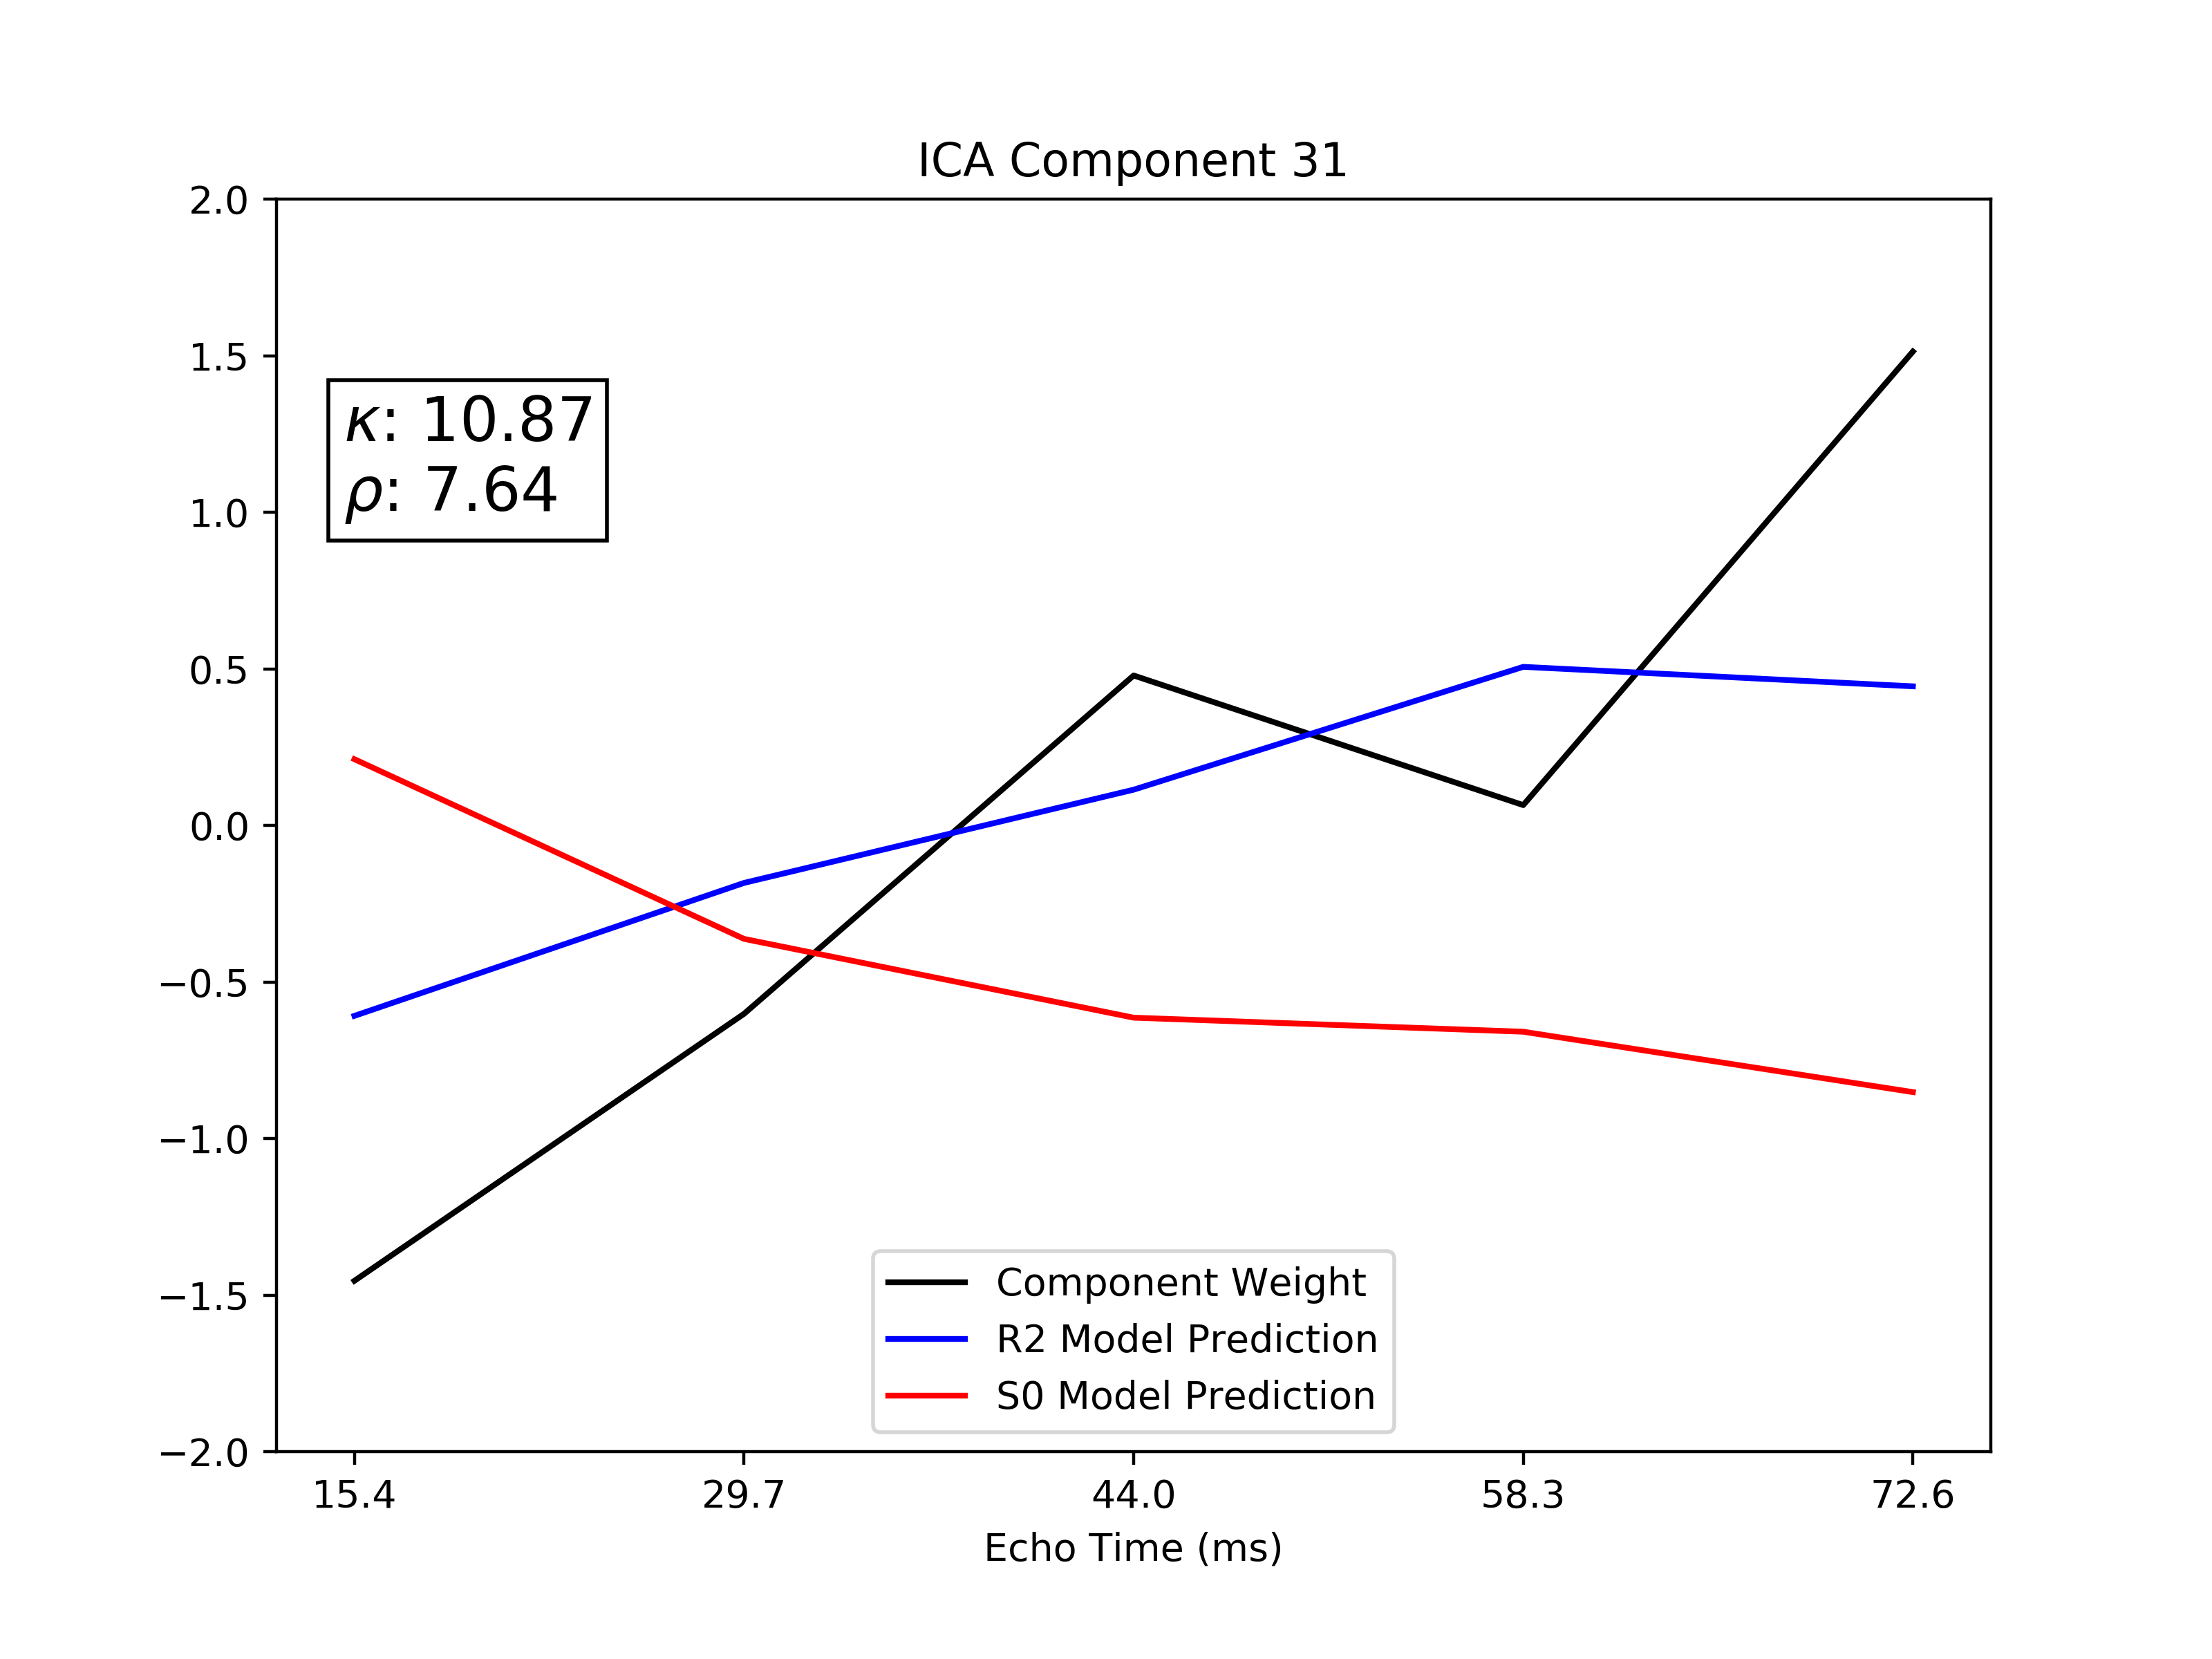 ICA Component 31
2.0
1.5
1.0
0.5
0.0
−0.5
−1.0
−1.5
−2.0
κ: 10.87
ρ: 7.64
Component Weight
R2 Model Prediction
S0 Model Prediction
15.4 29.7 44.0 58.3 72.6
Echo Time (ms)